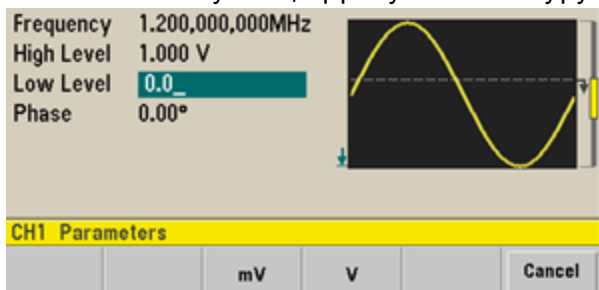 Frequency 1.200,000,000MHz
High Level 1.000 V
Low Level 0.0_
Phase 0.00°
CH1 Parameters
mV V Cancel